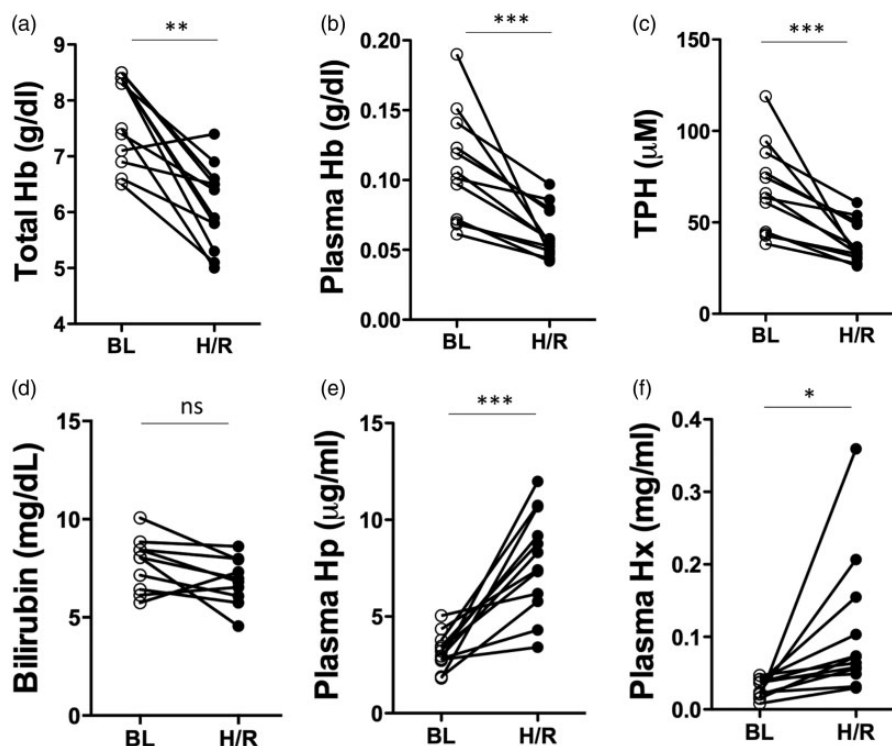 (a)
**
Total Hb (g/dl)
9
8
7
6
5
4
BL
H/R
(b)
***
Plasma Hb (g/dl)
0.20
0.15
0.10
0.05
0.00
BL
H/R
(c)
***
TPH (μM)
150
100
50
0
BL
H/R
(d)
ns
Bilirubin (mg/dL)
15
10
5
0
BL
H/R
(e)
***
Plasma Hp (μg/ml)
15
10
5
0
BL
H/R
(f)
*
Plasma Hx (mg/ml)
0.4
0.3
0.2
0.1
0.0
BL
H/R